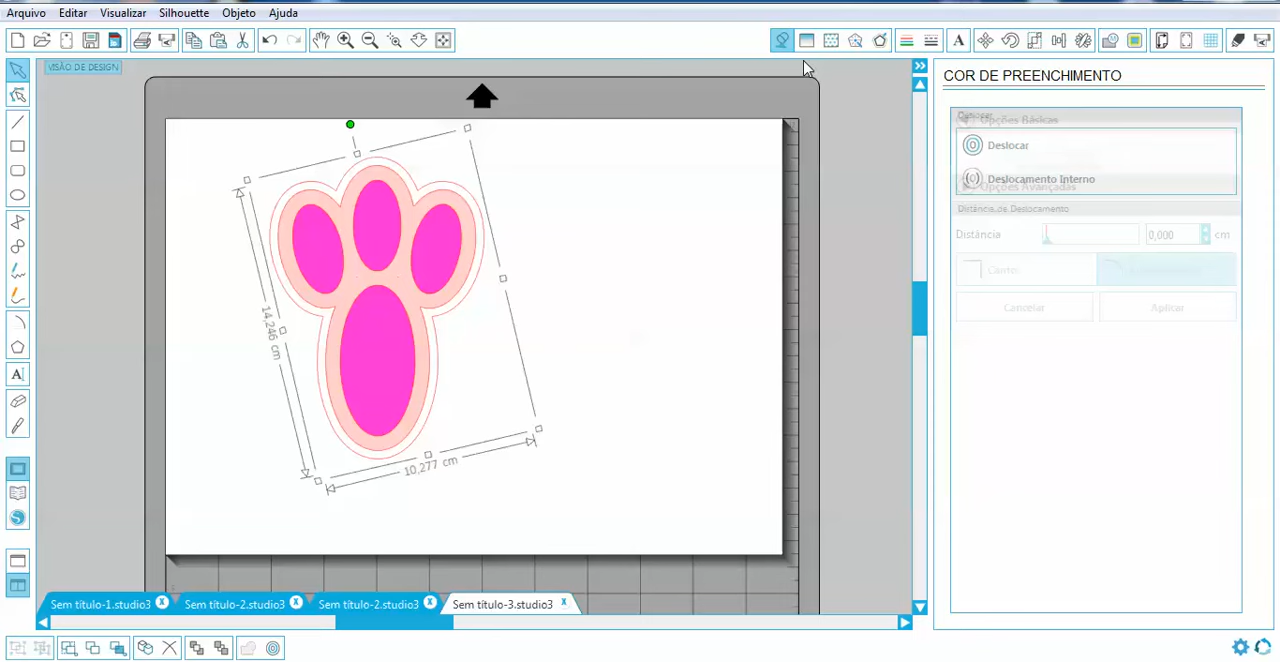 Arquivo Editar Visualizar Silhouette Objeto Ajuda
VISÃO DE DESIGN
COR DE PREENCHIMENTO
Deslocar
Opções Básicas
Deslocar
Deslocamento Interno
Opções Avançadas
Distância de Deslocamento
Distância 0,000 cm
Canto
Cancelar Aplicar
14,246 cm
10,277 cm
Sem título-1.studio3 Sem título-2.studio3 Sem título-2.studio3 Sem título-3.studio3